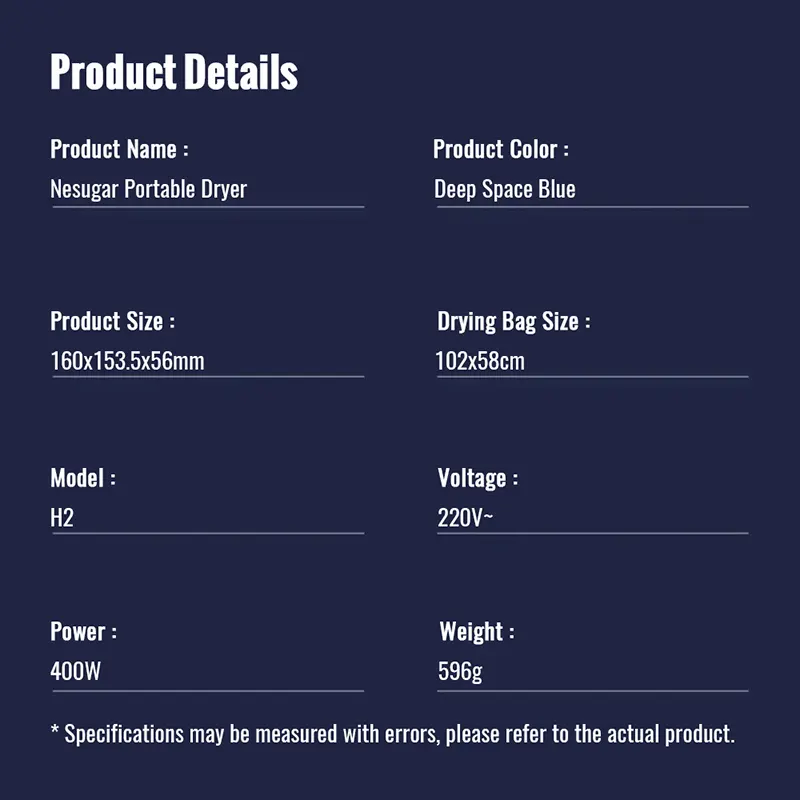 Product Details
Product Name :
Nesugar Portable Dryer
Product Color :
Deep Space Blue
Product Size :
160x153.5x56mm
Drying Bag Size :
102x58cm
Model :
H2
Voltage :
220V~
Power :
400W
Weight :
596g
* Specifications may be measured with errors, please refer to the actual product.